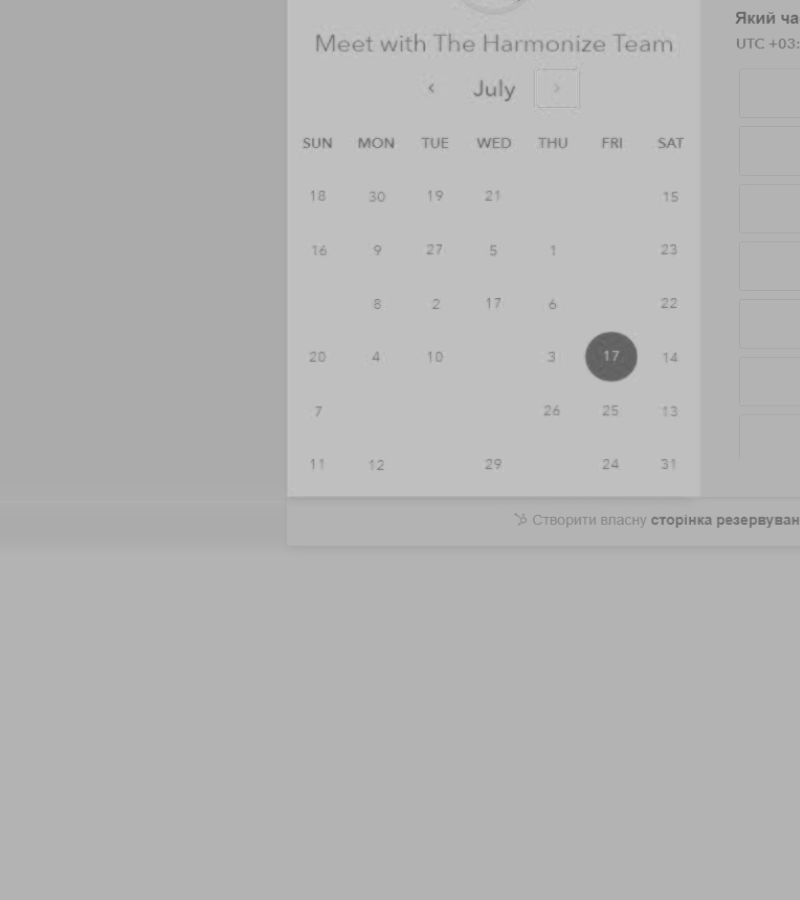 Який ча
Meet with The Harmonize Team
UTC +03:
‹ July ›
SUN MON TUE WED THU FRI SAT
18 30 19 21 15
16 9 27 5 1 23
8 2 17 6 22
20 4 10 3 17 14
7 26 25 13
11 12 29 24 31
Створити власну сторінка резервуван